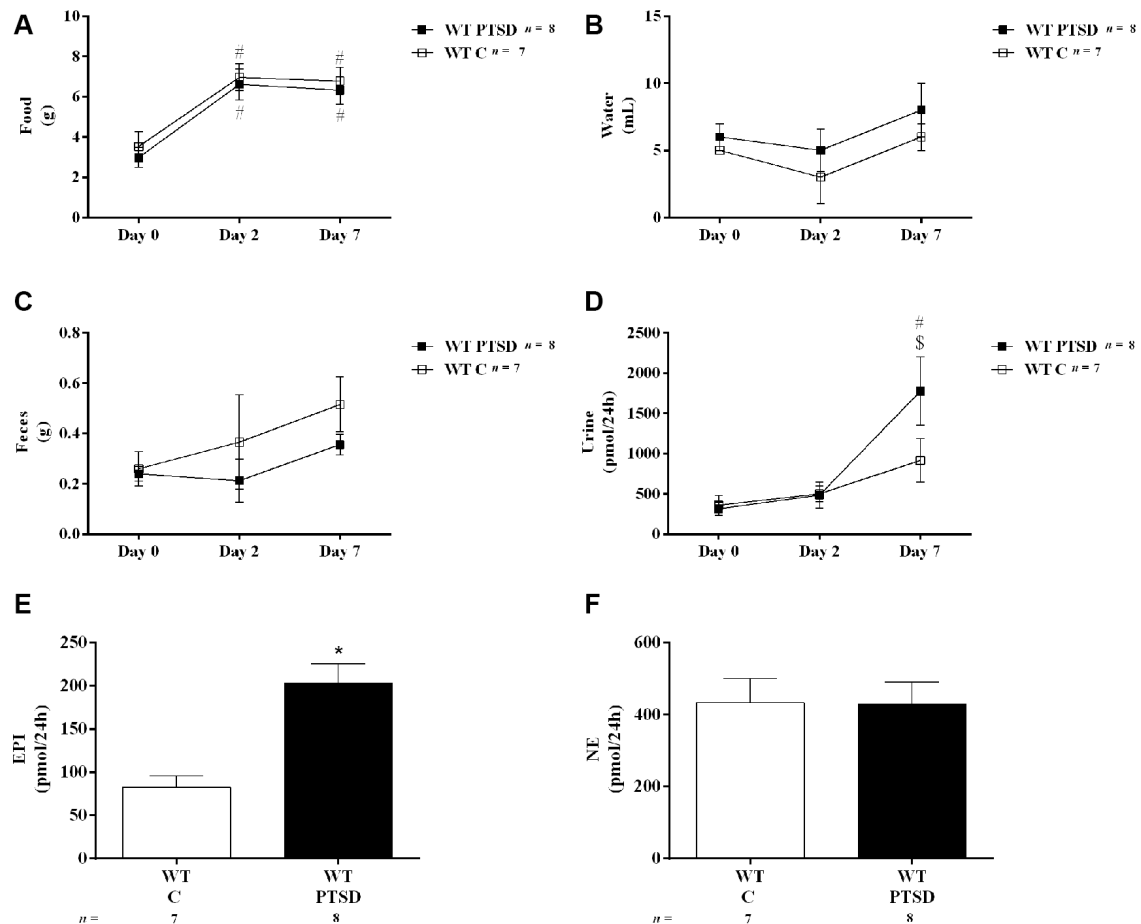 A
Food
(g)
10
8
6
4
2
0
# #
# #
Day 0 Day 2 Day 7
WT PTSD n = 8
WT C n = 7
B
Water
(mL)
15
10
5
0
Day 0 Day 2 Day 7
WT PTSD n = 8
WT C n = 7
C
Feces
(g)
0.8
0.6
0.4
0.2
0.0
Day 0 Day 2 Day 7
WT PTSD n = 8
WT C n = 7
D
Urine
(pmol/24h)
2500
2000
1500
1000
500
0
#
$
Day 0 Day 2 Day 7
WT PTSD n = 8
WT C n = 7
E
EPI
(pmol/24h)
250
200
150
100
50
0
*
WT WT
C PTSD
n = 7 8
F
NE
(pmol/24h)
600
400
200
0
WT WT
C PTSD
n = 7 8